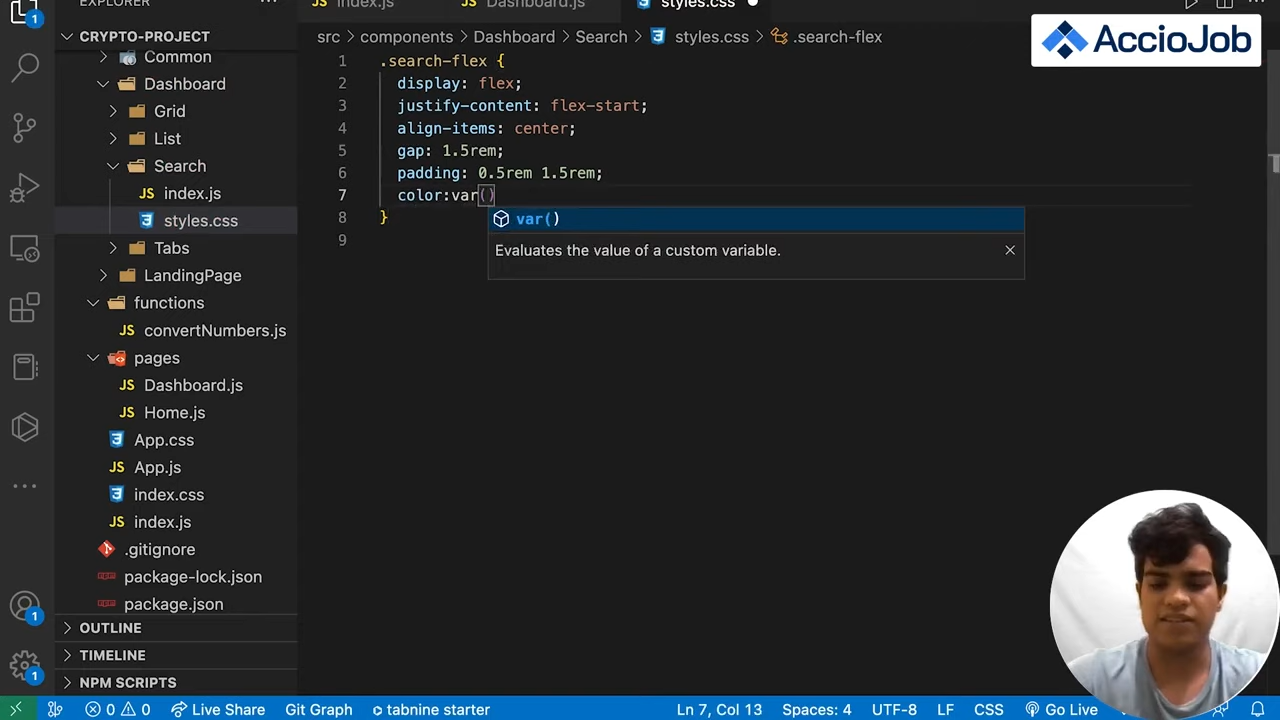 EXPLORER
index.js
Dashboard.js
styles.css
AccioJob
CRYPTO-PROJECT
src > components > Dashboard > Search > styles.css > .search-flex
Common
Dashboard
Grid
List
Search
index.js
styles.css
Tabs
LandingPage
functions
convertNumbers.js
pages
Dashboard.js
Home.js
App.css
App.js
index.css
index.js
.gitignore
package-lock.json
package.json
OUTLINE
TIMELINE
NPM SCRIPTS
1 .search-flex {
2 display: flex;
3 justify-content: flex-start;
4 align-items: center;
5 gap: 1.5rem;
6 padding: 0.5rem 1.5rem;
7 color:var()
8 }
9
var()
Evaluates the value of a custom variable.
1
1
1
0 0 Live Share Git Graph tabnine starter Ln 7, Col 13 Spaces: 4 UTF-8 LF CSS Go Live